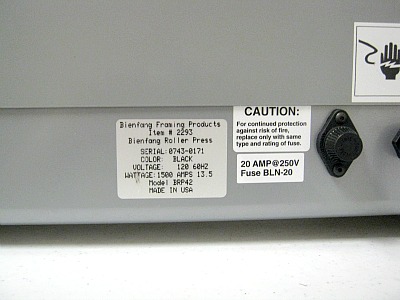 Bienfang Framing Products
Item # 2293
Bienfang Roller Press
SERIAL: 0743-0171
COLOR: BLACK
VOLTAGE: 120 60HZ
WATTAGE: 1500 AMPS 13.5
Model BRP42
MADE IN USA
CAUTION:
For continued protection
against risk of fire,
replace only with same
type and rating of fuse.
20 AMP@250V
Fuse BLN-20